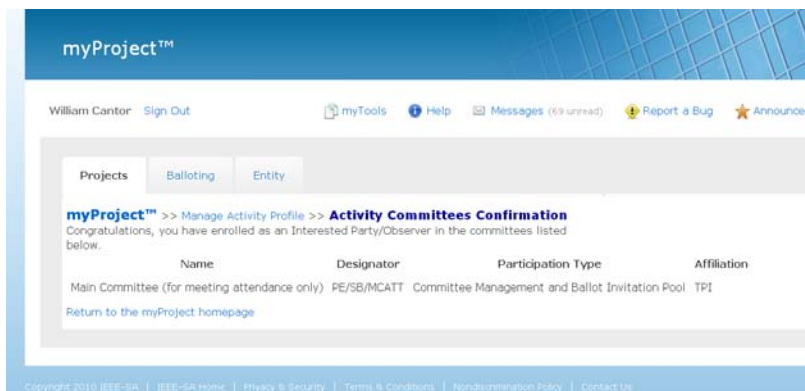 myProject™
William Cantor Sign Out myTools Help Messages (69 unread) Report a Bug Announce
Projects Balloting Entity
myProject™ >> Manage Activity Profile >> Activity Committees Confirmation
Congratulations, you have enrolled as an Interested Party/Observer in the committees listed
below.
Name Designator Participation Type Affiliation
Main Committee (for meeting attendance only) PE/SB/MCATT Committee Management and Ballot Invitation Pool TPI
Return to the myProject homepage
Copyright 2010 IEEE-SA | IEEE-SA Home | Privacy & Security | Terms & Conditions | Nondiscrimination Policy | Contact Us